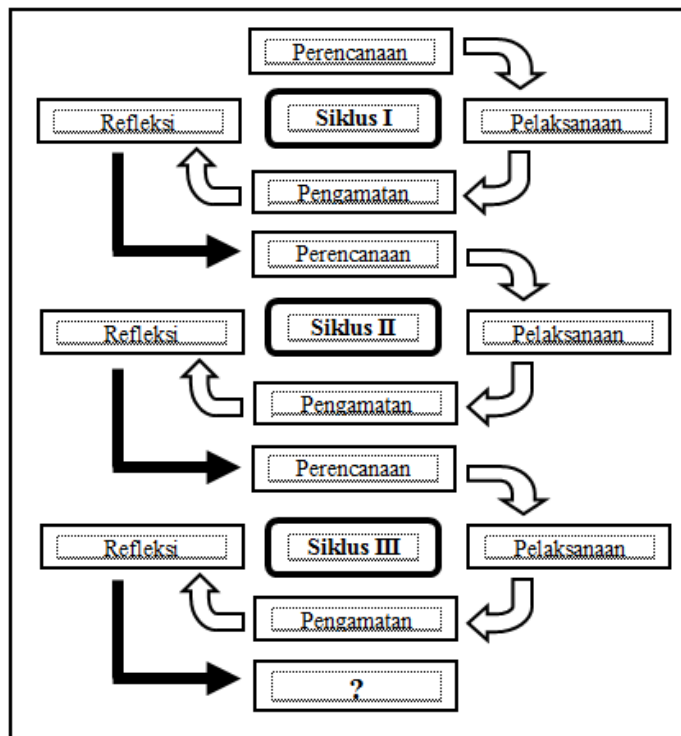 Perencanaan
Refleksi
Siklus I
Pelaksanaan
Pengamatan
Perencanaan
Refleksi
Siklus II
Pelaksanaan
Pengamatan
Perencanaan
Refleksi
Siklus III
Pelaksanaan
Pengamatan
?